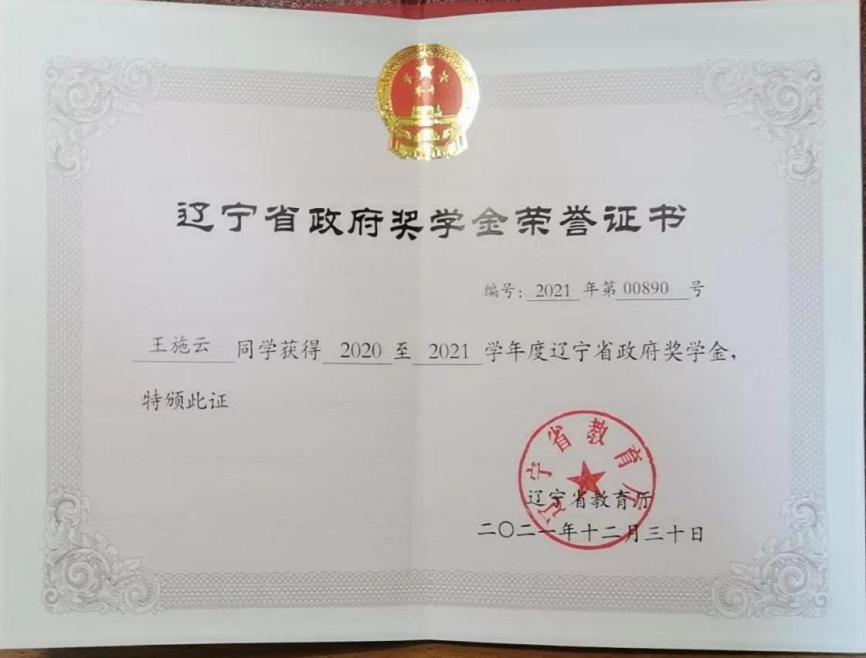 辽宁省政府奖学金荣誉证书
编号: 2021 年第 00890 号
王施云 同学获得 2020 至 2021 学年度辽宁省政府奖学金,
特颁此证
辽宁省教育厅
辽宁省教育厅
二〇二一年十二月三十日